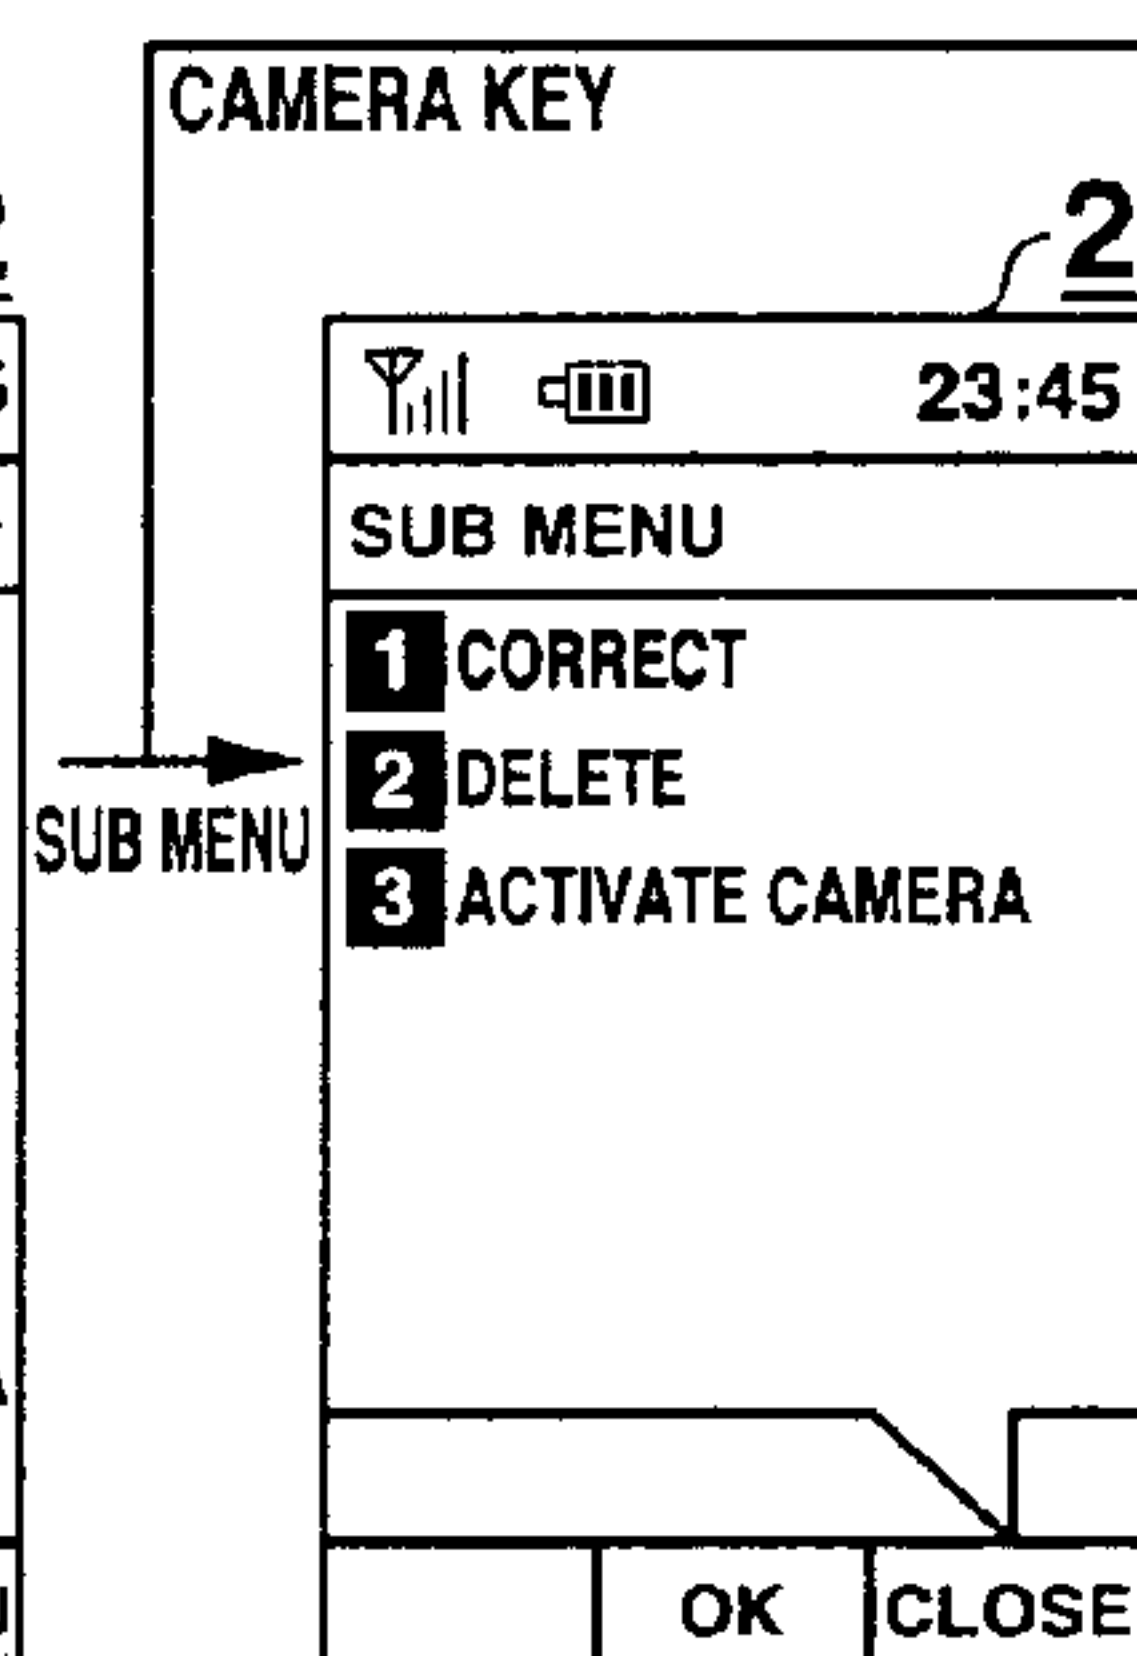 CAMERA KEY
2
23:45
SUB MENU
1 CORRECT
2 DELETE
SUB MENU
3 ACTIVATE CAMERA
OK CLOSE